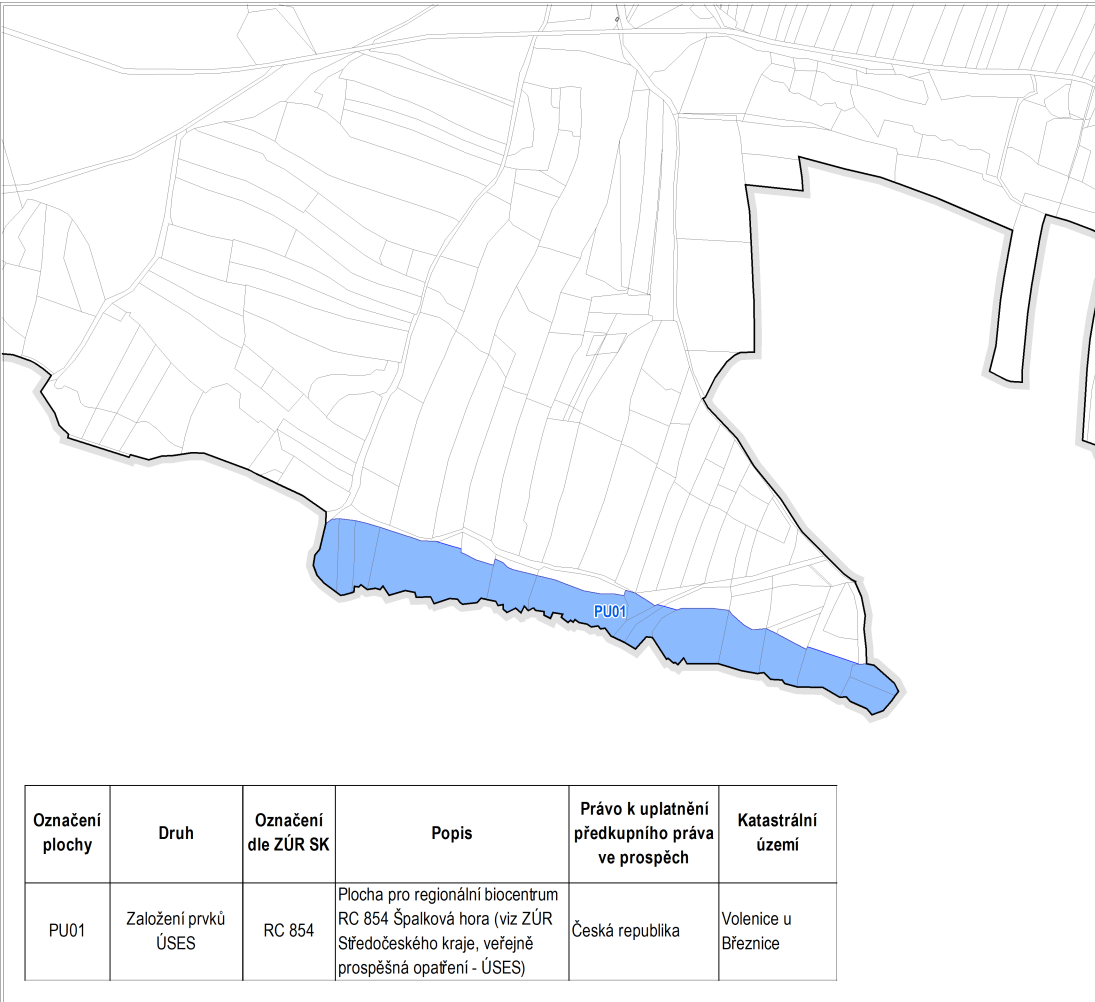 PU01
Označení
plochy
Druh
Označení
dle ZÚR SK
Popis
Právo k uplatnění
předkupního práva
ve prospěch
Katastrální
území
PU01
Založení prvků
ÚSES
RC 854
Plocha pro regionální biocentrum
RC 854 Špalková hora (viz ZÚR
Středočeského kraje, veřejně
prospěšná opatření - ÚSES)
Česká republika
Volenice u
Březnice